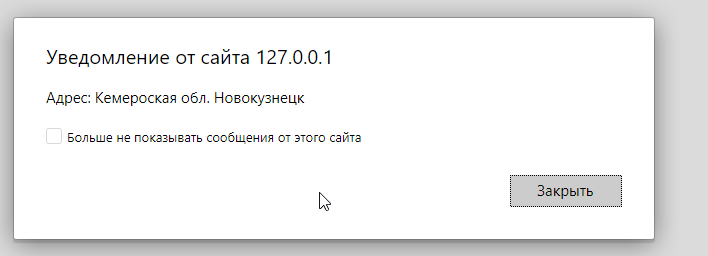 Уведомление от сайта 127.0.0.1
Адрес: Кемероская обл. Новокузнецк
Больше не показывать сообщения от этого сайта
Закрыть